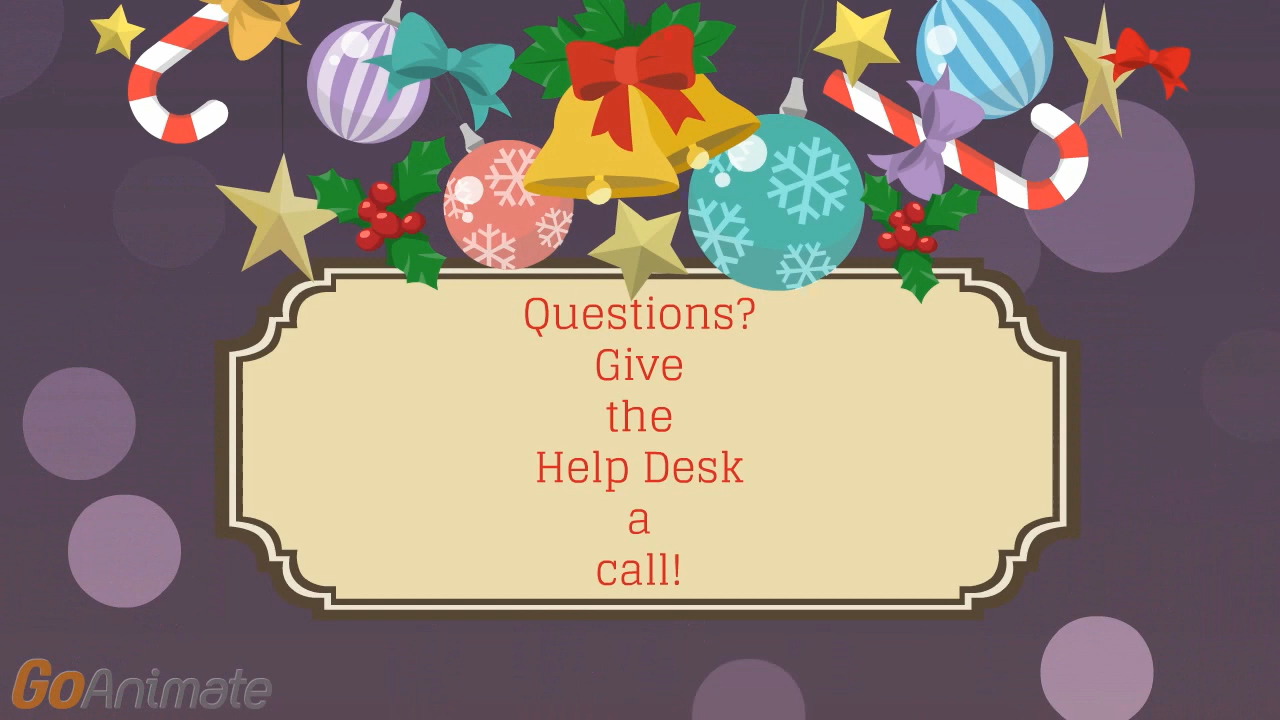 Questions?
Give
the
Help Desk
a
call!
GoAnimate